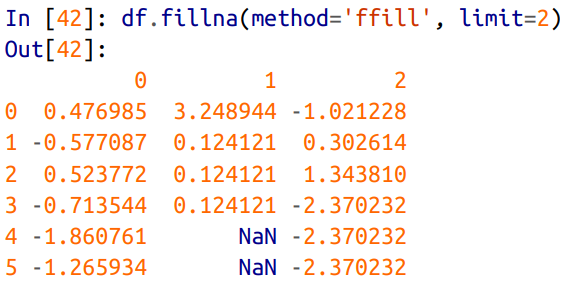 In [42]: df.fillna(method='ffill', limit=2)
Out[42]:
          0         1         2
0  0.476985  3.248944 -1.021228
1 -0.577087  0.124121  0.302614
2  0.523772  0.124121  1.343810
3 -0.713544  0.124121 -2.370232
4 -1.860761       NaN -2.370232
5 -1.265934       NaN -2.370232